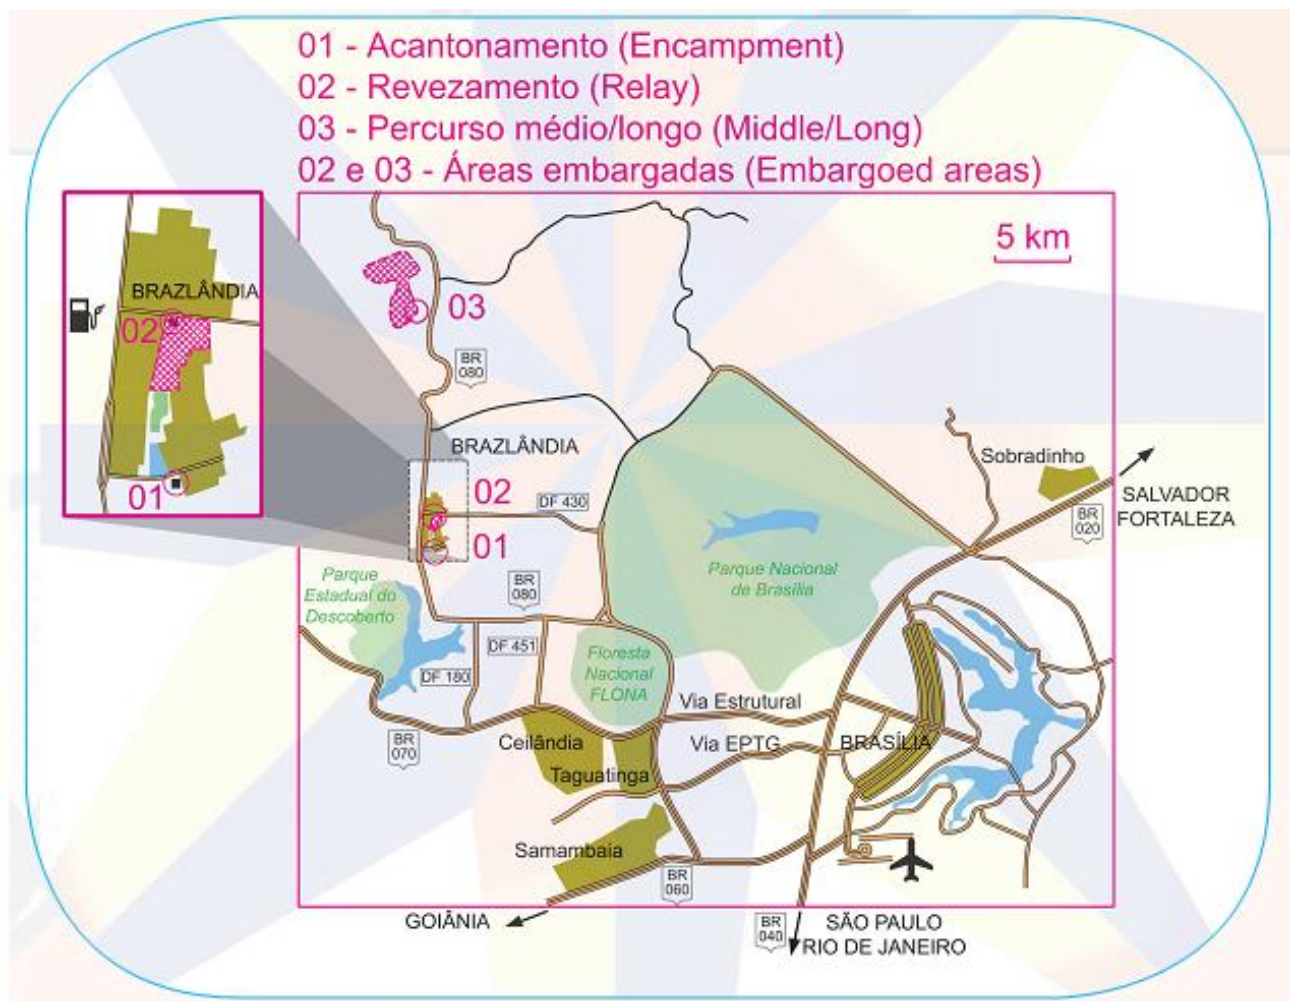 01 - Acantonamento (Encampment)
02 - Revezamento (Relay)
03 - Percurso médio/longo (Middle/Long)
02 e 03 - Áreas embargadas (Embargoed areas)
5 km
BRAZLÂNDIA
02
01
03
BR
080
BRAZLÂNDIA
02
DF 430
01
Sobradinho
SALVADOR
FORTALEZA
BR
020
Parque
Estadual do
Descoberto
BR
080
Parque Nacional
de Brasília
DF 451
DF 180
Floresta
Nacional
FLONA
Via Estrutural
BR
070
Ceilândia
Via EPTG
BRASÍLIA
Taguatinga
Samambaia
BR
060
GOIÂNIA
BR
040
SÃO PAULO
RIO DE JANEIRO